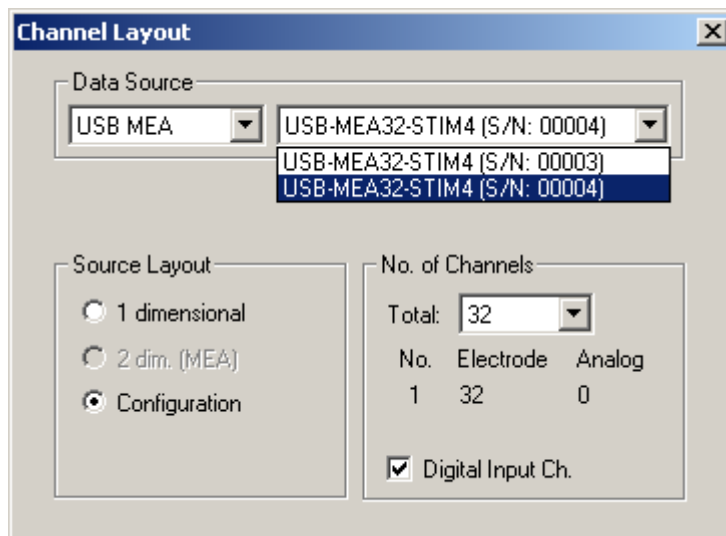 Channel Layout
Data Source
USB MEA USB-MEA32-STIM4 (S/N: 00004)
USB-MEA32-STIM4 (S/N: 00003)
USB-MEA32-STIM4 (S/N: 00004)
Source Layout
1 dimensional
2 dim. (MEA)
Configuration
No. of Channels
Total: 32
No. Electrode Analog
1 32 0
Digital Input Ch.